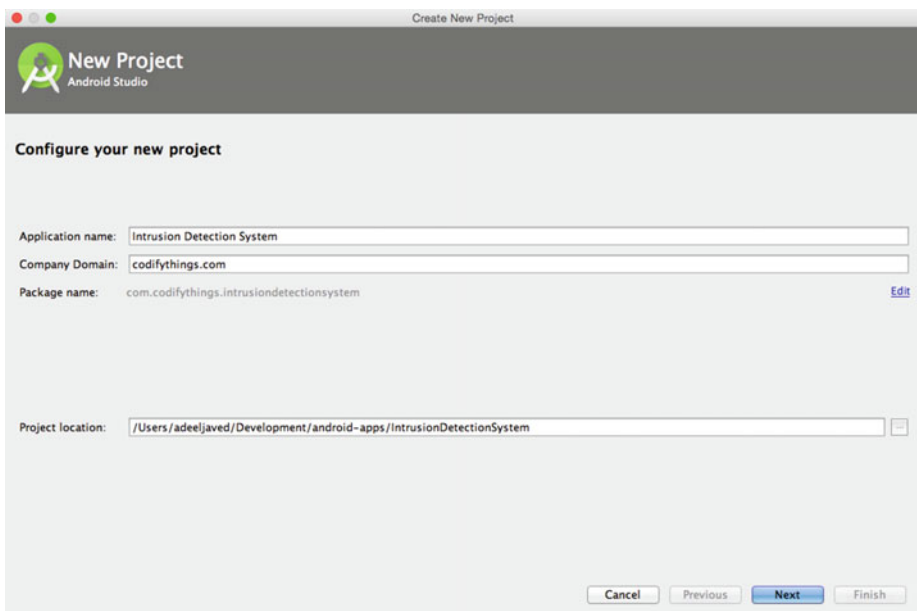 Create New Project
New Project
Android Studio
Configure your new project
Application name: Intrusion Detection System
Company Domain: codifythings.com
Package name: com.codifythings.intrusiondetectionsystem Edit
Project location: /Users/adeeljaved/Development/android-apps/IntrusionDetectionSystem ...
Cancel Previous Next Finish